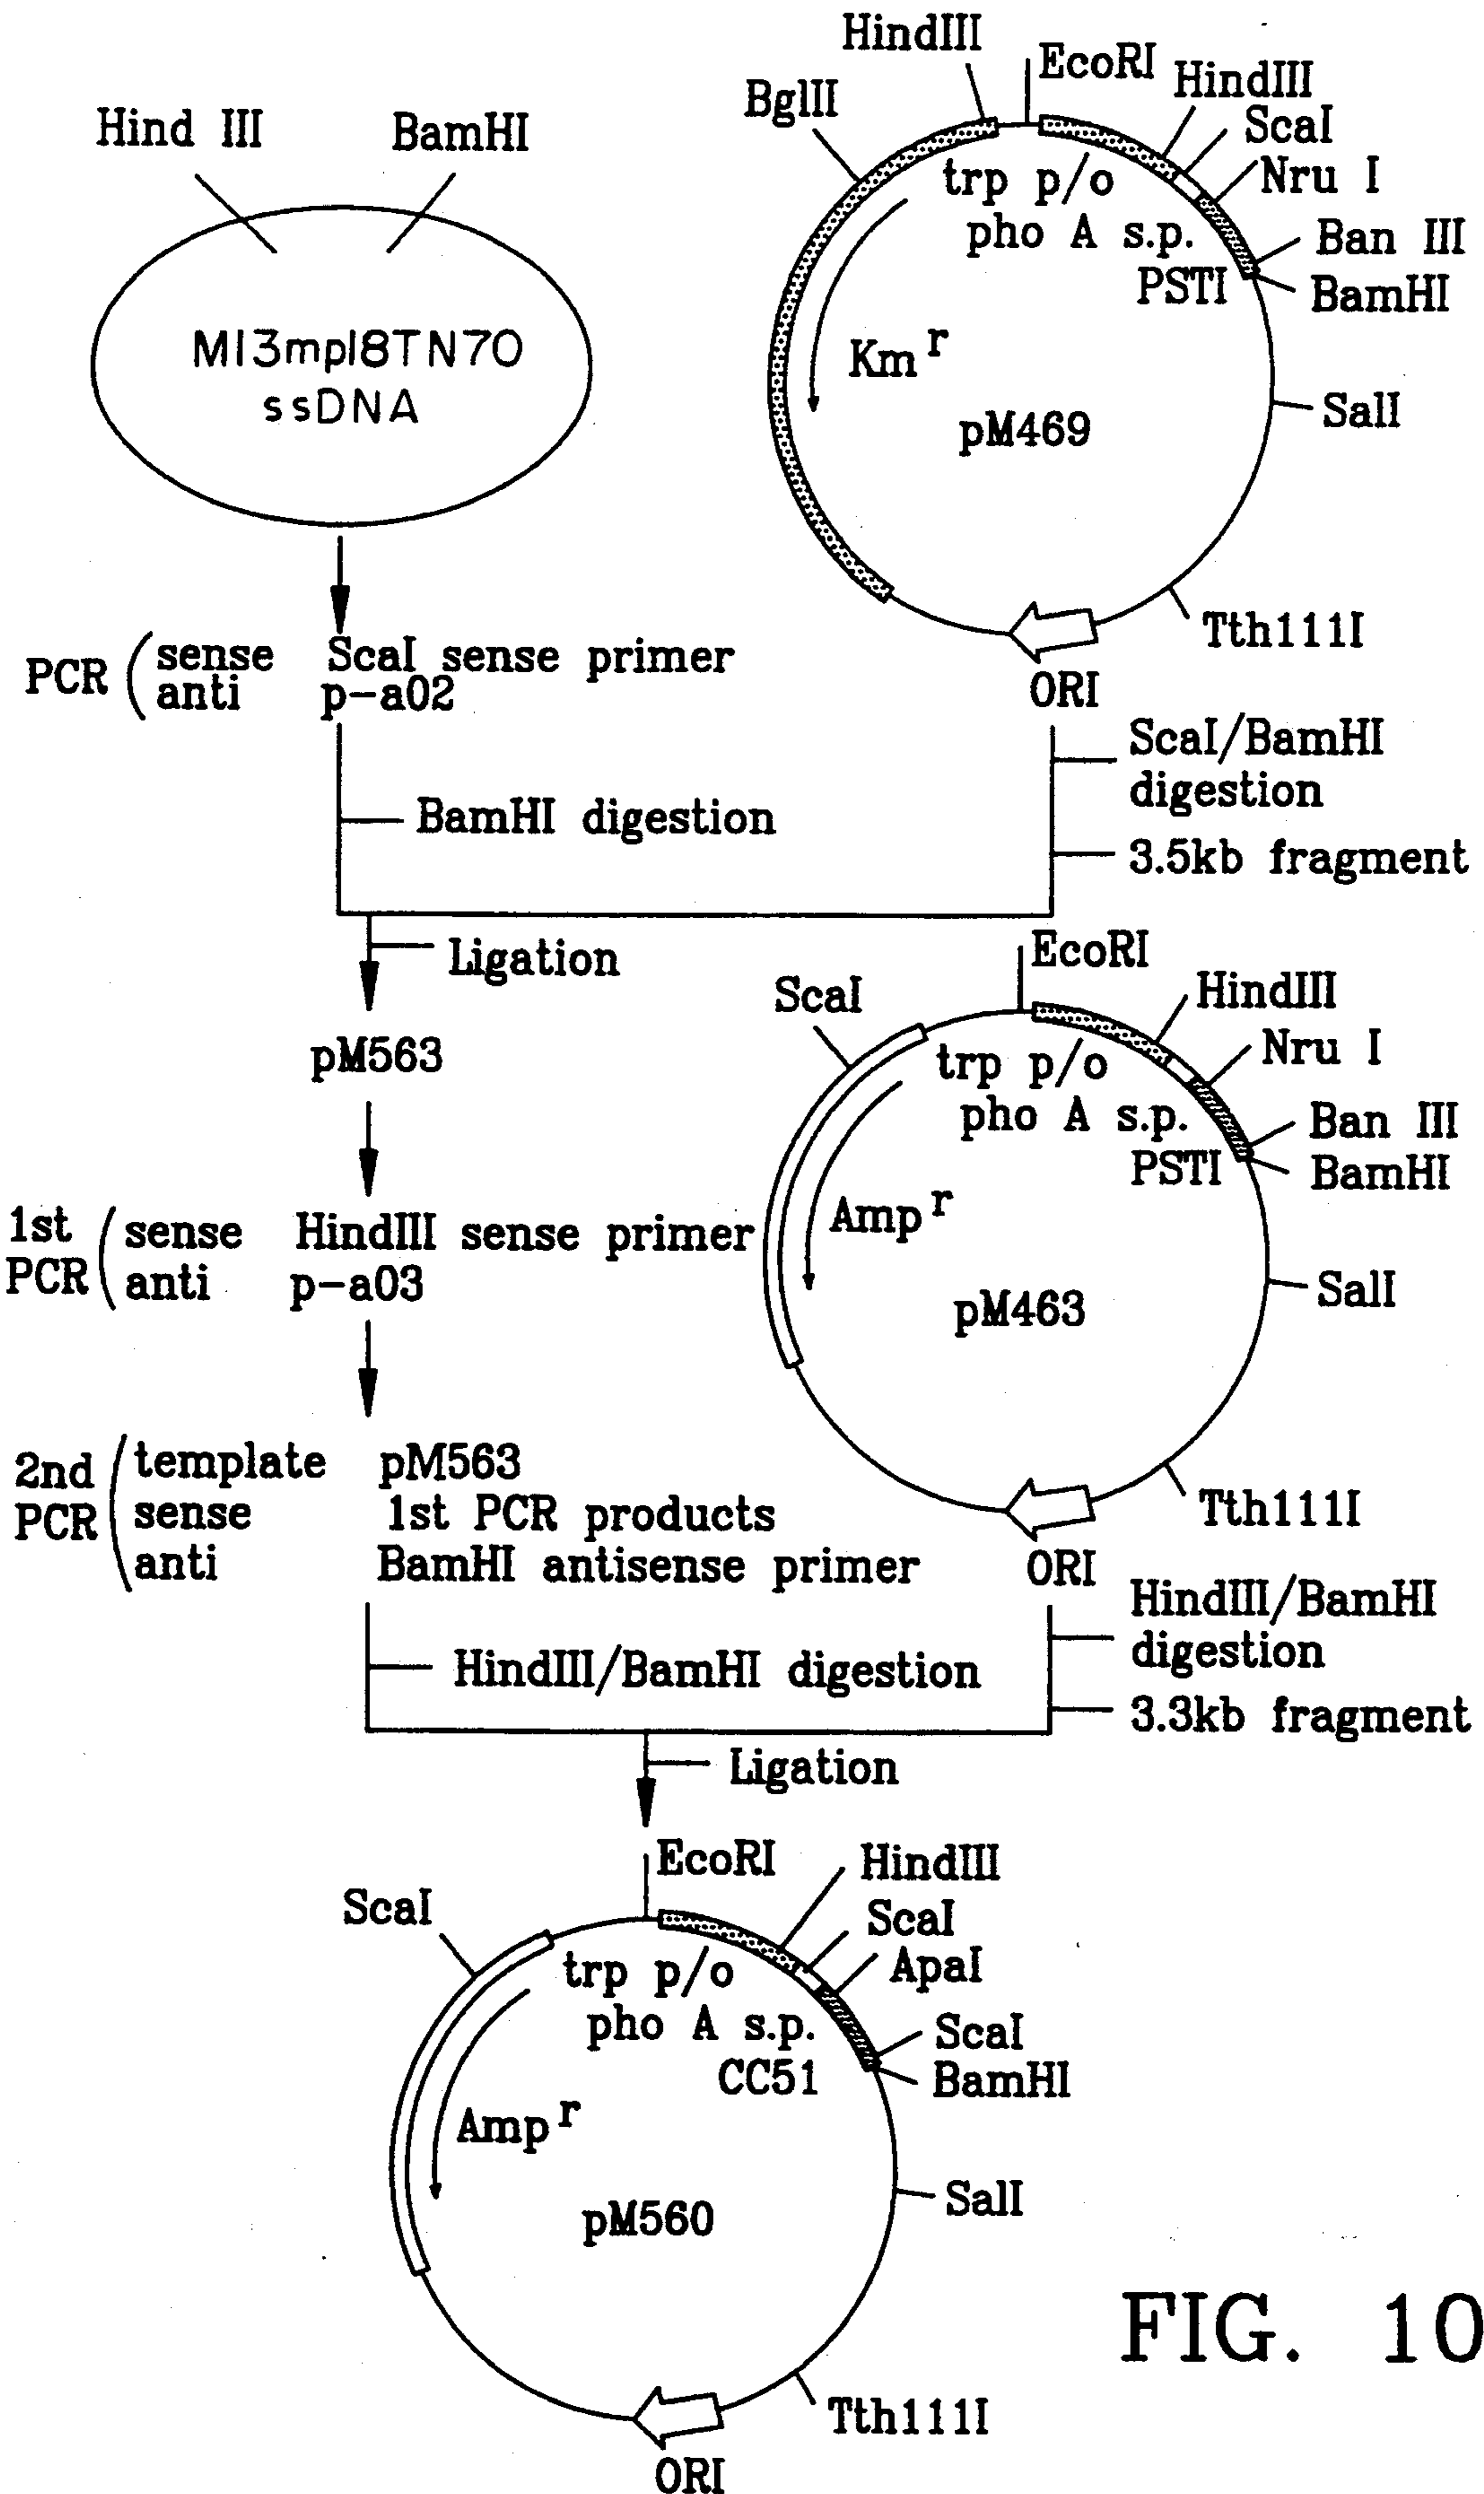 Hind III
BamHI
M13mp18TN70
ssDNA
HindIII
EcoRI
HindIII
BglII
ScaI
Nru I
trp p/o
pho A s.p.
PSTI
Ban III
BamHI
Km r
pM469
SalI
Tth111I
ORI
PCR
sense ScaI sense primer
anti p-a02
BamHI digestion
ScaI/BamHI
digestion
3.5kb fragment
Ligation
pM563
EcoRI
ScaI
HindIII
Nru I
trp p/o
pho A s.p.
PSTI
Ban III
BamHI
Amp r
pM463
SalI
Tth111I
ORI
1st
PCR
sense HindIII sense primer
anti p-a03
2nd
PCR
template pM563
sense 1st PCR products
anti BamHI antisense primer
HindIII/BamHI digestion
HindIII/BamHI
digestion
3.3kb fragment
Ligation
EcoRI
HindIII
ScaI
ScaI
ApaI
trp p/o
pho A s.p.
CC51
ScaI
BamHI
Amp r
pM560
SalI
Tth111I
ORI
FIG. 10